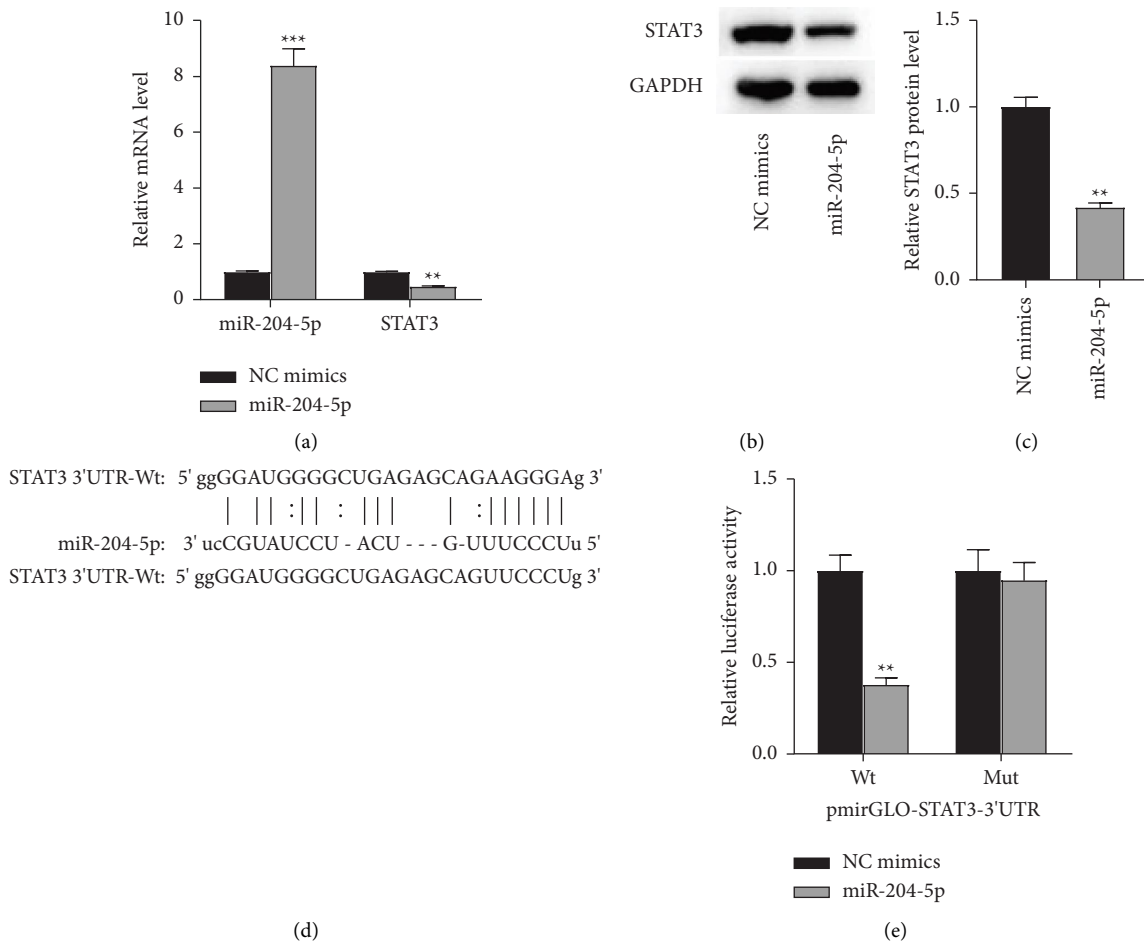 10
8
6
4
2
0
Relative mRNA level
***
**
miR-204-5p STAT3
NC mimics
miR-204-5p
(a)
STAT3
GAPDH
NC mimics
miR-204-5p
(b)
1.5
1.0
0.5
0.0
Relative STAT3 protein level
**
NC mimics
miR-204-5p
(c)
STAT3 3'UTR-Wt: 5' ggGGAUGGGGCUGAGAGCAGAAGGGAg 3'
| | | : | | : | | | | : | | | | | |
miR-204-5p: 3' ucCGUAUCCU - ACU - - - G-UUUCCCUu 5'
STAT3 3'UTR-Wt: 5' ggGGAUGGGGCUGAGAGCAGUUCCCUg 3'
(d)
1.5
1.0
0.5
0.0
Relative luciferase activity
**
Wt Mut
pmirGLO-STAT3-3'UTR
NC mimics
miR-204-5p
(e)